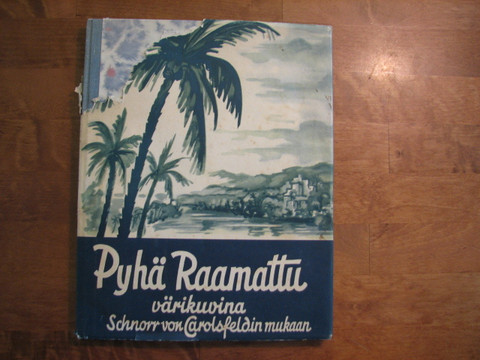 Pyhä Raamattu
värikuvina
Schnorr von Carolsfeldin mukaan